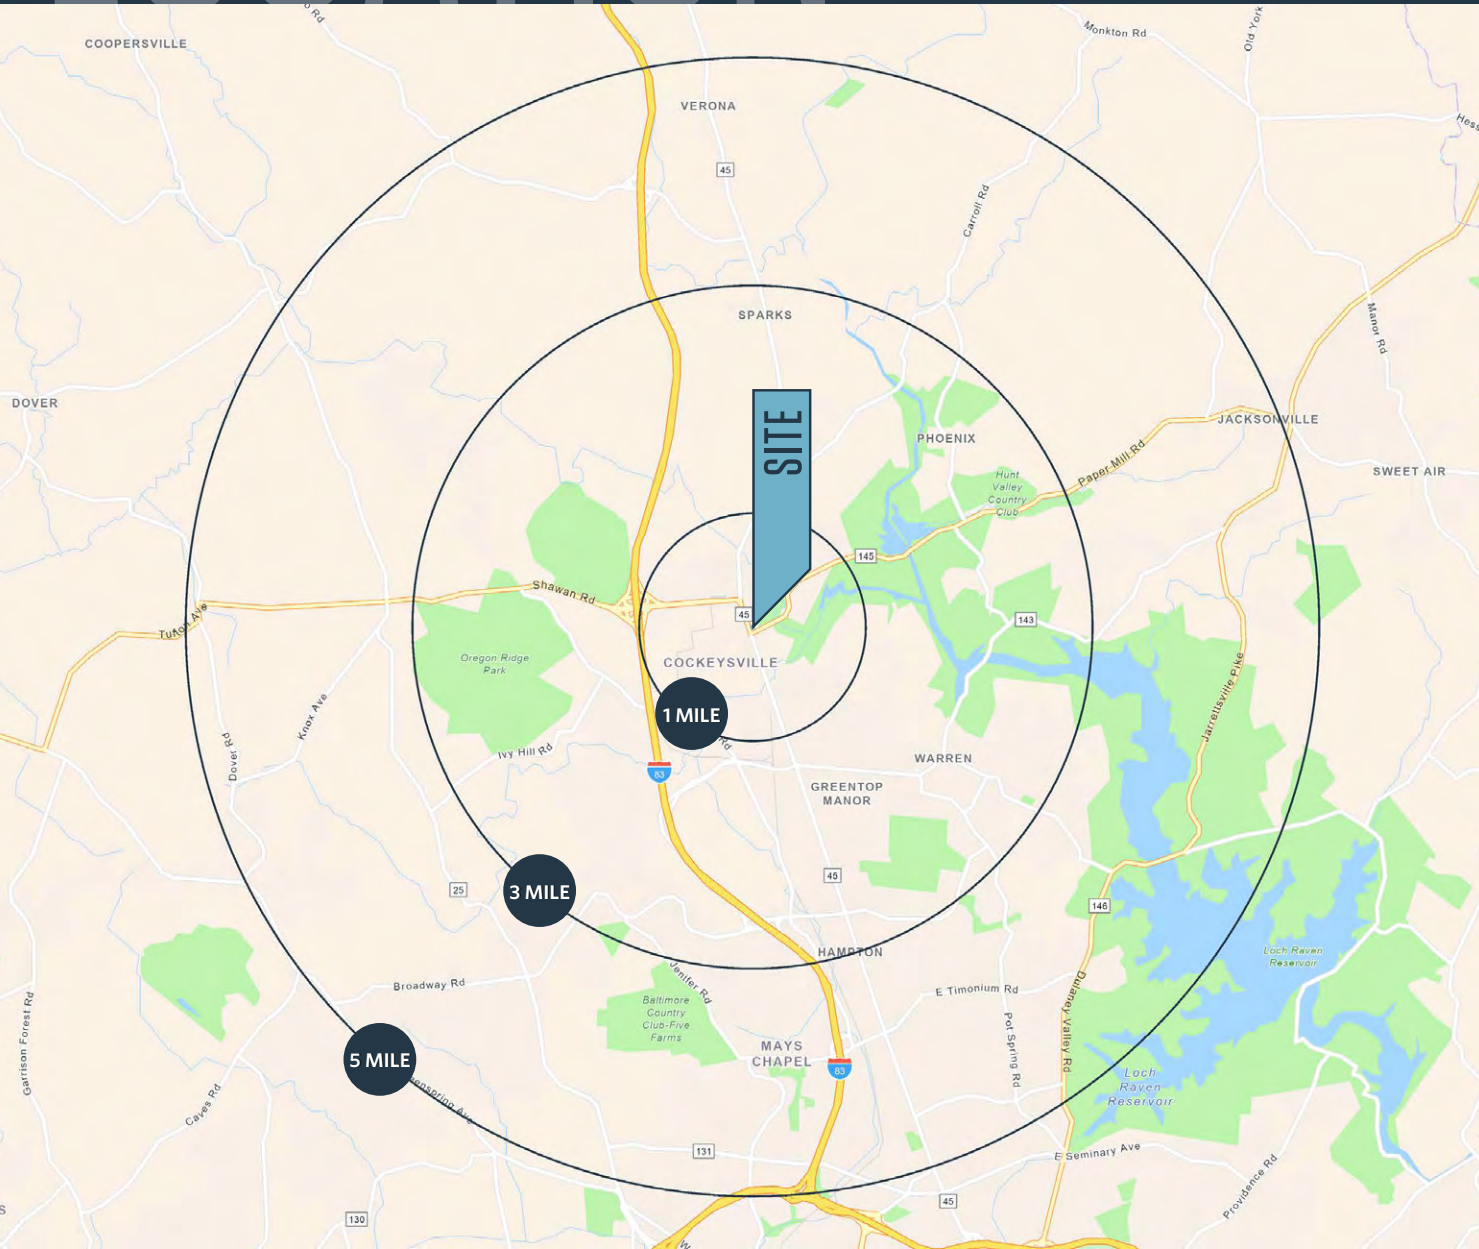 COOPERSVILLE
Monkton Rd
Old York
VERONA
45
Carroll Rd
SPARKS
Manor Rd
DOVER
SITE
JACKSONVILLE
PHOENIX
Paper Mill Rd
SWEET AIR
Hunt
Valley
Country
Club
145
Shawan Rd
Tufton Ave
45
143
COCKEYSVILLE
Oregon Ridge
Park
Jarrettsville Pike
Knox Ave
1 MILE
Rd
Dover Rd
Ivy Hill Rd
WARREN
83
GREENTOP
MANOR
45
3 MILE
25
146
HAMPTON
Loch Raven
Reservoir
Jenifer Rd
Broadway Rd
E Timonium Rd
Dulaney Valley Rd
Baltimore
Country
Club-Five
Farms
Pot Spring Rd
Garrison Forest Rd
MAYS
CHAPEL
5 MILE
83
Loch
Raven
Reservoir
Caves Rd
131
E Seminary Ave
Providence Rd
45
130